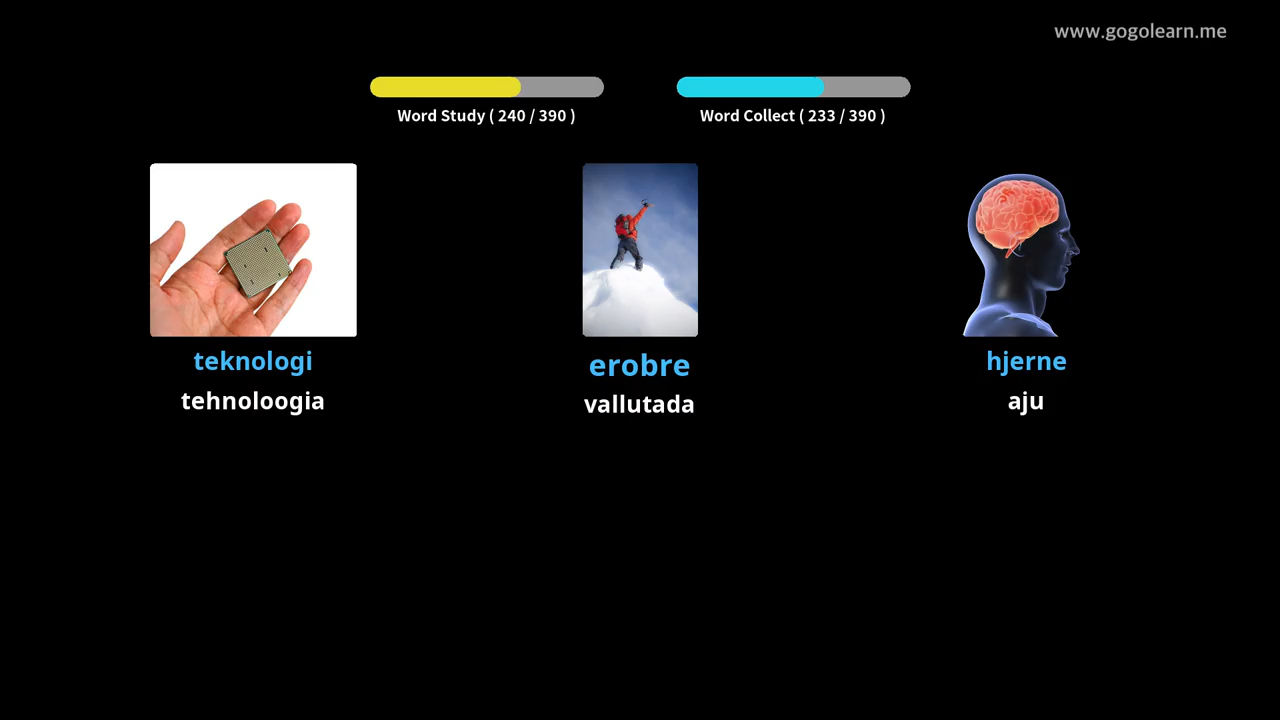 www.gogolearn.me
Word Study ( 240 / 390 )
Word Collect ( 233 / 390 )
teknologi
erobre
hjerne
tehnoloogia
vallutada
aju